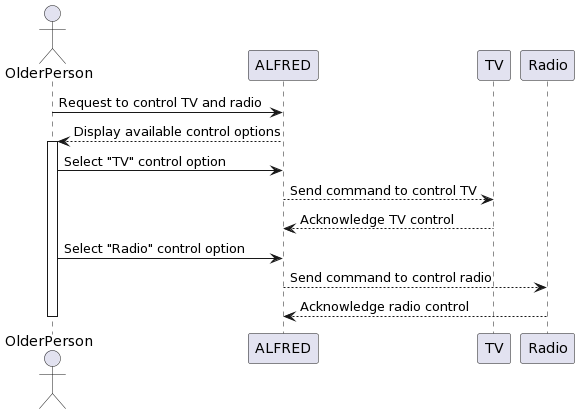 OlderPerson
ALFRED
TV
Radio
Request to control TV and radio
Display available control options
Select "TV" control option
Send command to control TV
Acknowledge TV control
Select "Radio" control option
Send command to control radio
Acknowledge radio control
OlderPerson
ALFRED
TV
Radio